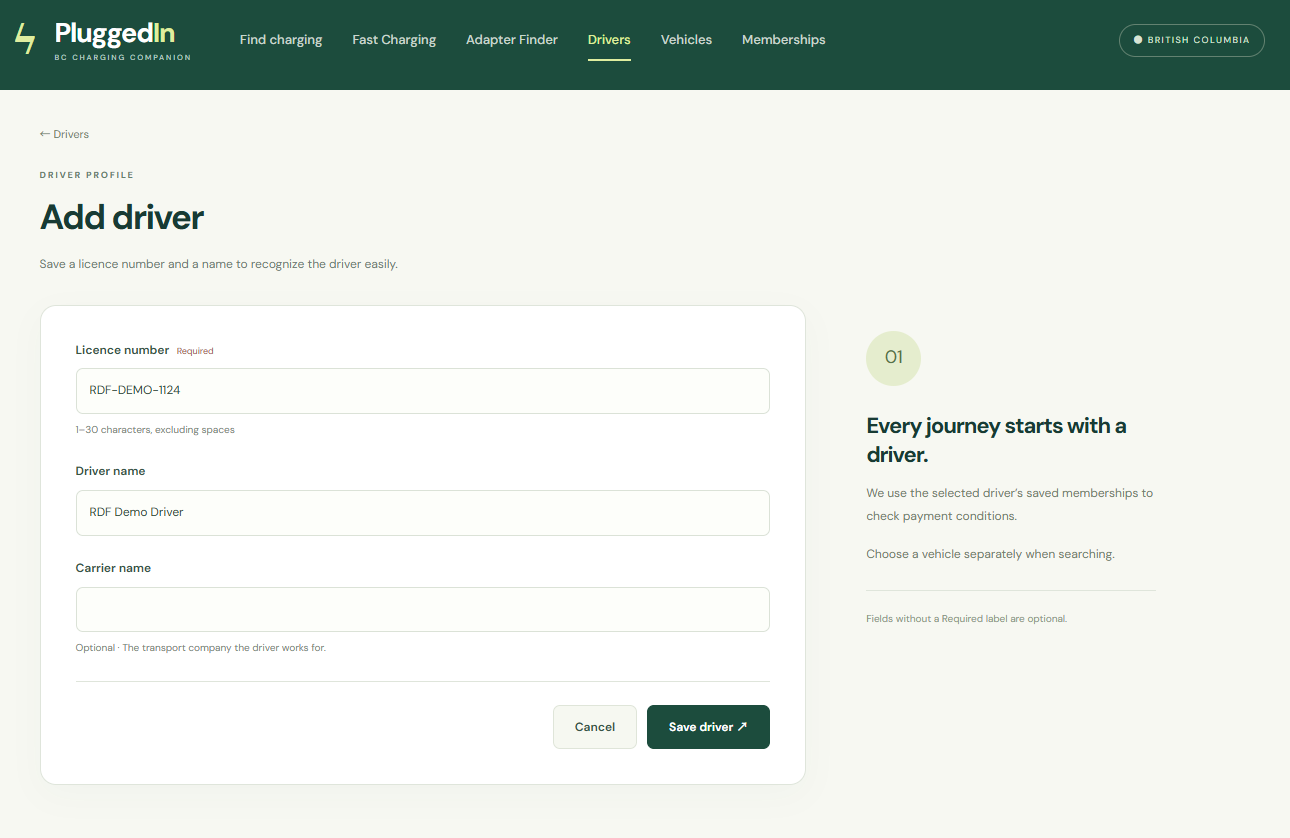 PluggedIn
BC CHARGING COMPANION
Find charging
Fast Charging
Adapter Finder
Drivers
Vehicles
Memberships
BRITISH COLUMBIA
← Drivers
DRIVER PROFILE
Add driver
Save a licence number and a name to recognize the driver easily.
Licence number Required
RDF-DEMO-1124
1–30 characters, excluding spaces
Driver name
RDF Demo Driver
Carrier name
Optional · The transport company the driver works for.
Cancel
Save driver ↗
01
Every journey starts with a
driver.
We use the selected driver’s saved memberships to
check payment conditions.
Choose a vehicle separately when searching.
Fields without a Required label are optional.